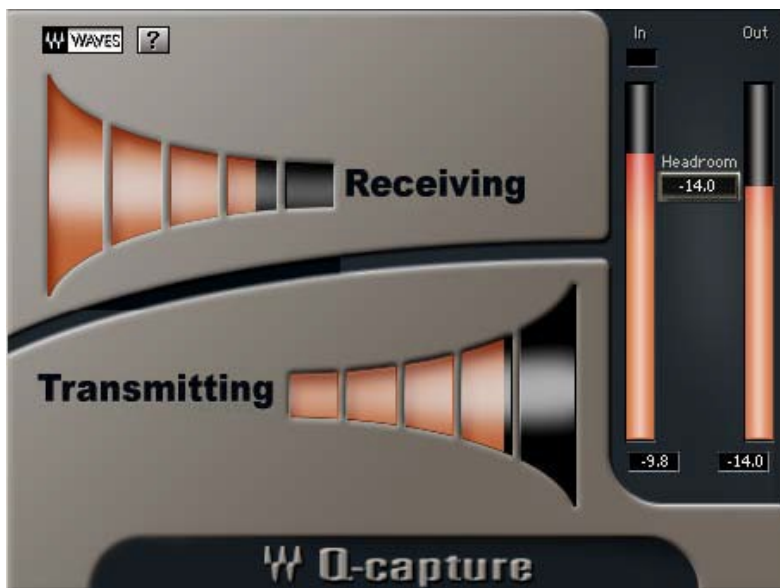 WAVES ?
In Out
Headroom
-14.0
Receiving
Transmitting
-9.8 -14.0
Q-capture